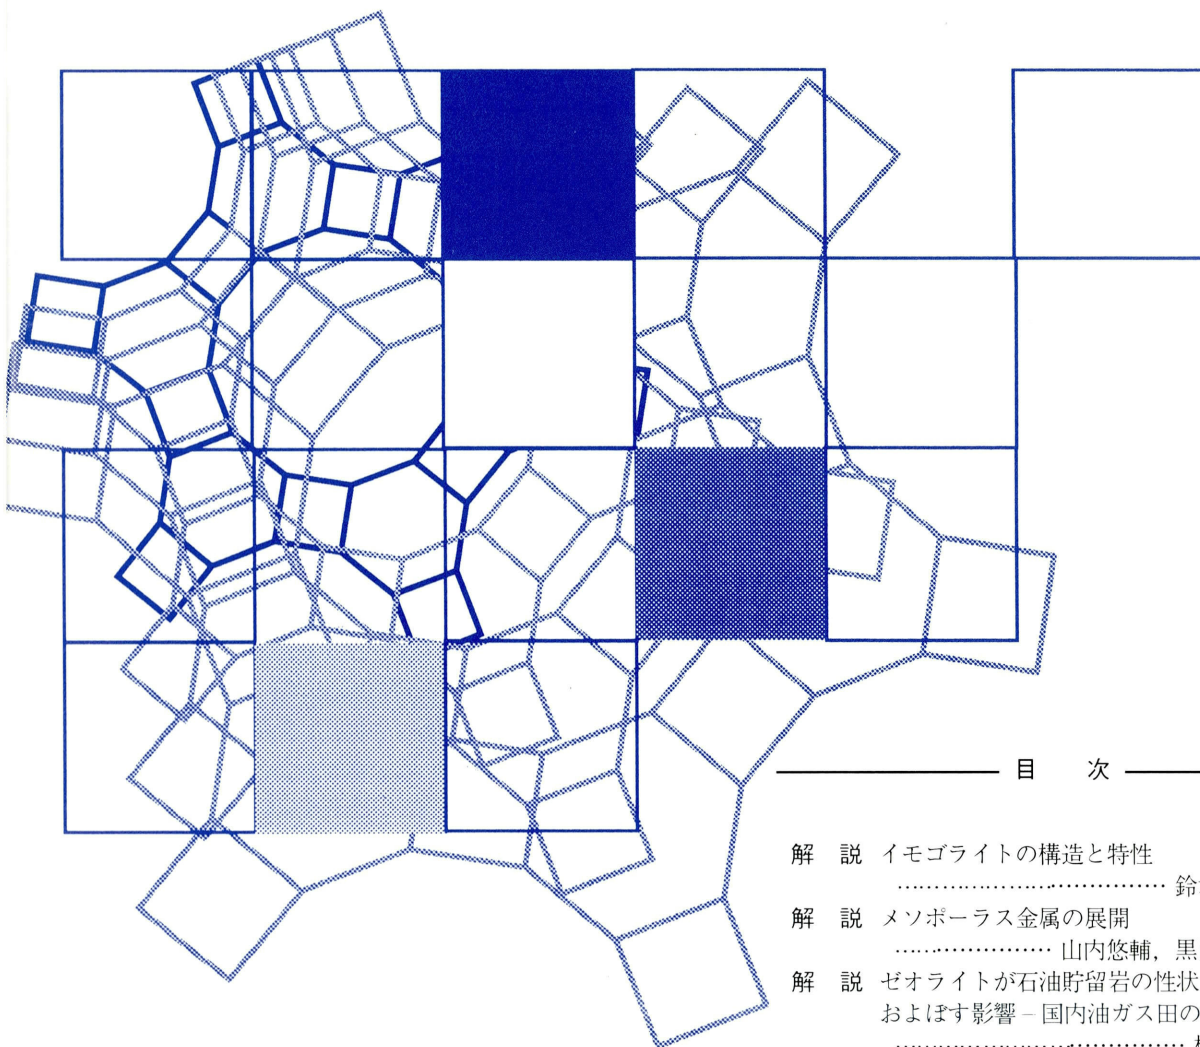 目 次
解 説 イモゴライトの構造と特性
………………………………… 鈴
解 説 メソポーラス金属の展開
………………… 山内悠輔，黒
解 説 ゼオライトが石油貯留岩の性状
およぼす影響－国内油ガス田の